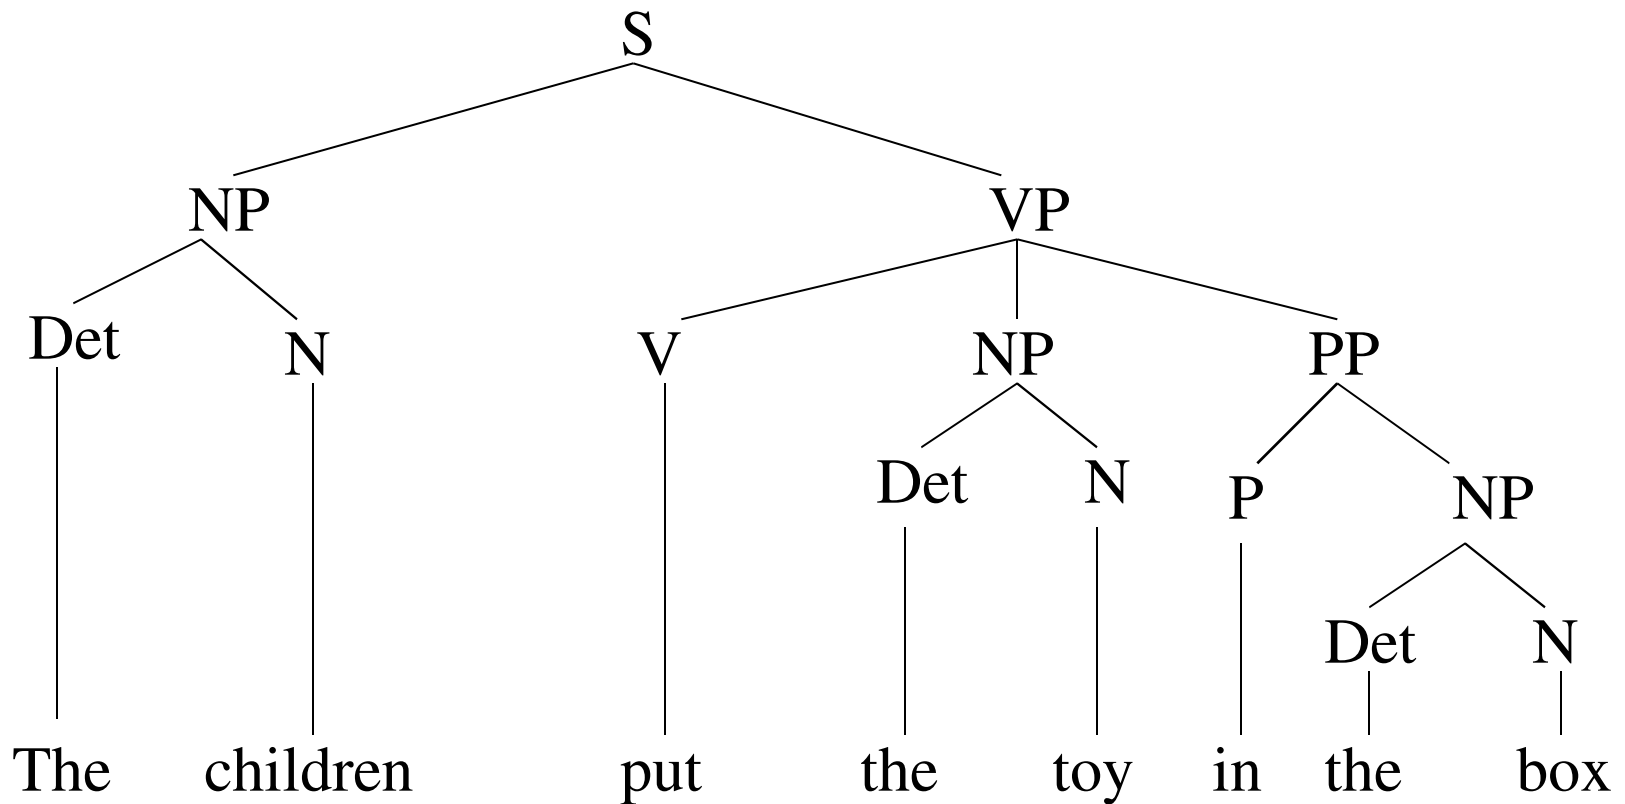 S
NP VP
Det N V NP PP
Det N P NP
Det N
The children put the toy in the box